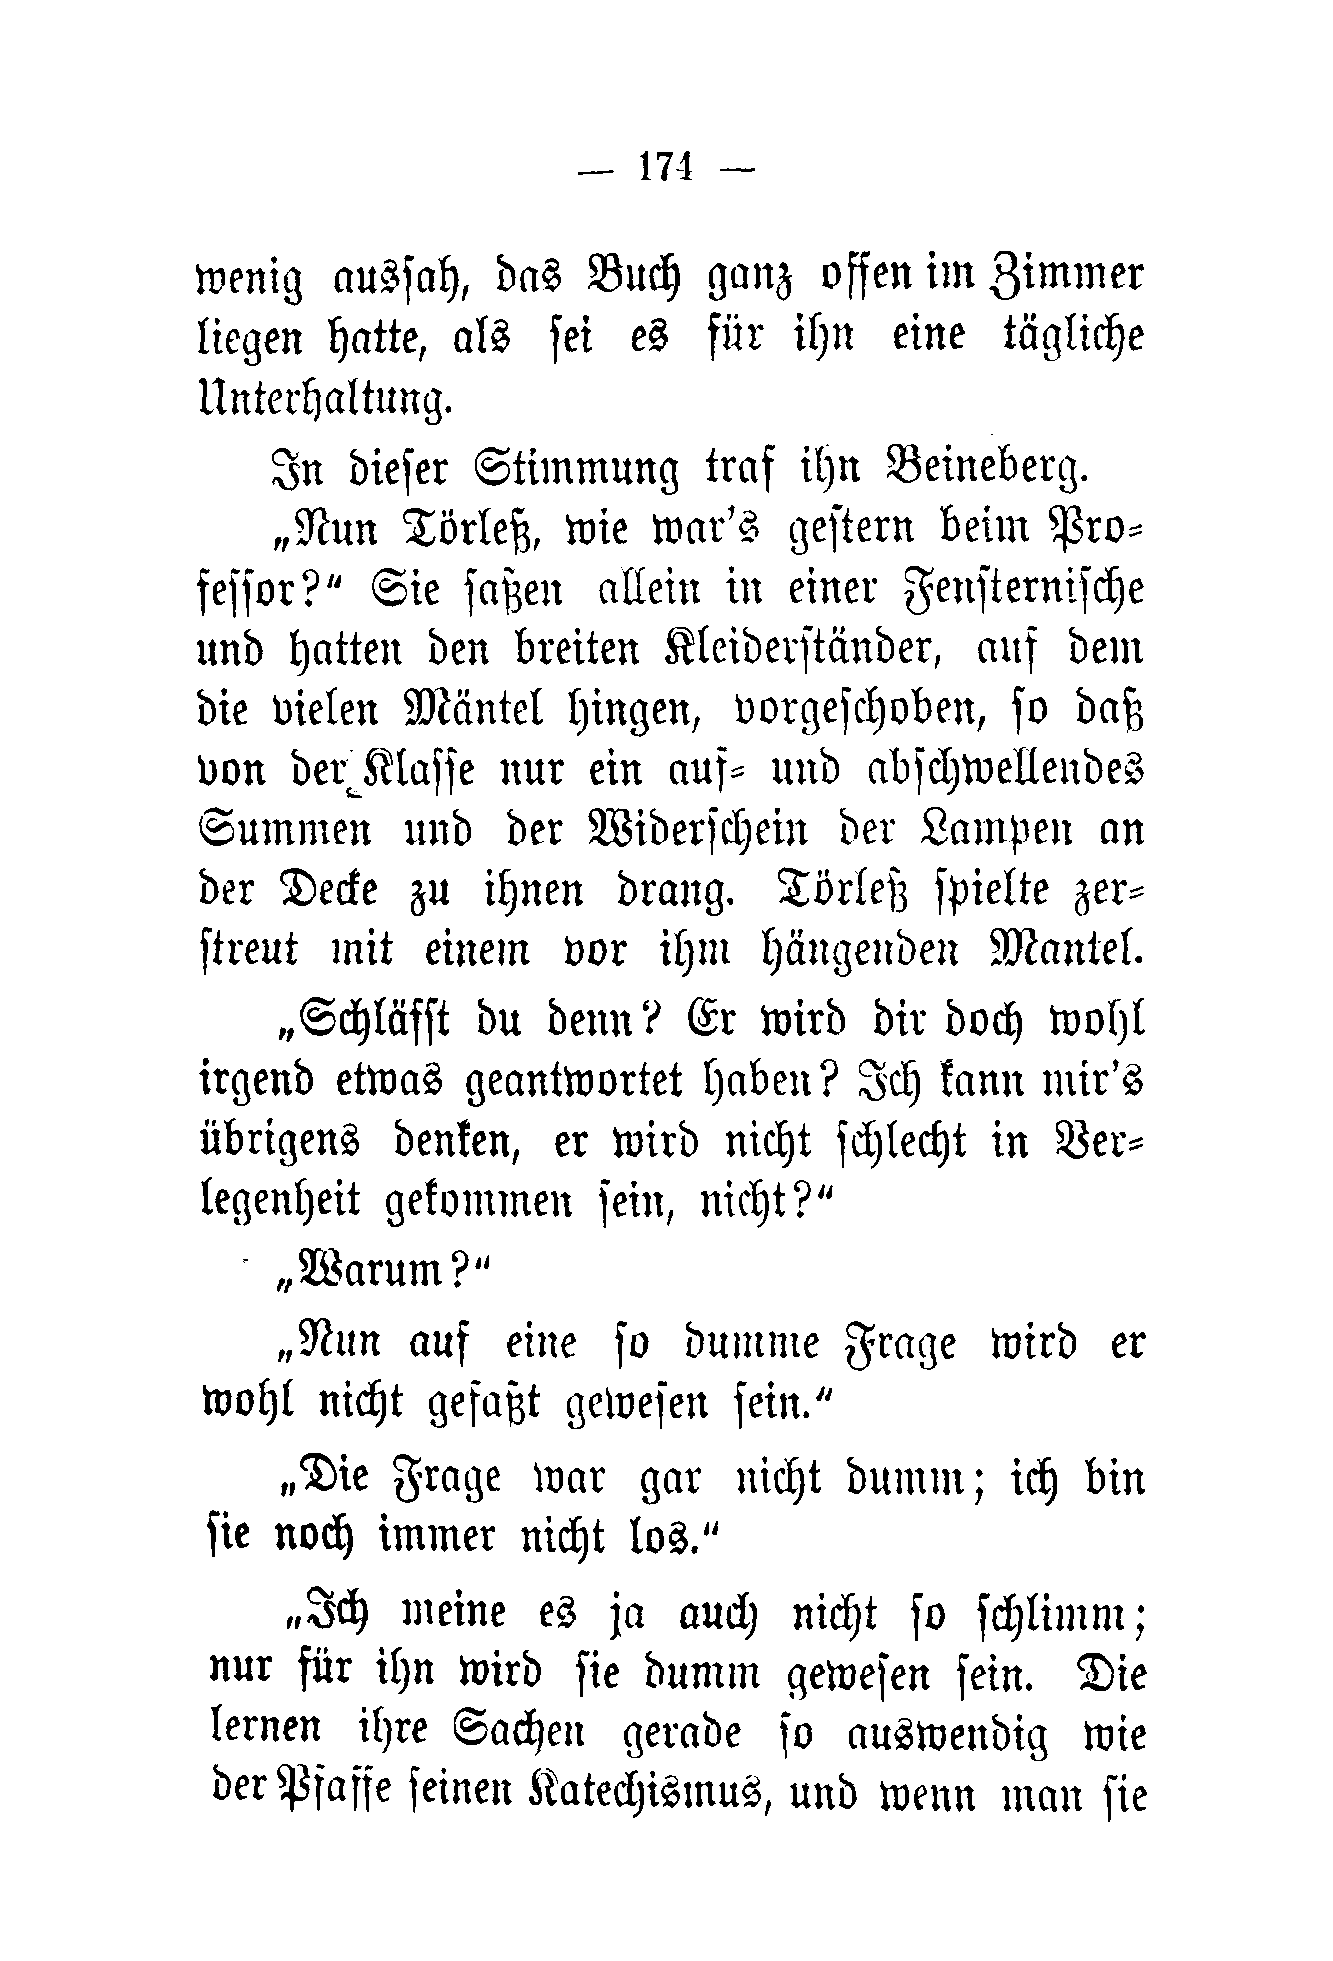 — 174 —
wenig aussah, das Buch ganz offen im Zimmer
liegen hatte, als sei es für ihn eine tägliche
Unterhaltung.
In dieser Stimmung traf ihn Beineberg.
„Nun Törleß, wie war's gestern beim Pro-
fessor?“ Sie saßen allein in einer Fensternische
und hatten den breiten Kleiderständer, auf dem
die vielen Mäntel hingen, vorgeschoben, so daß
von der Klasse nur ein auf- und abschwellendes
Summen und der Widerschein der Lampen an
der Decke zu ihnen drang. Törleß spielte zer-
streut mit einem vor ihm hängenden Mantel.
„Schläfst du denn? Er wird dir doch wohl
irgend etwas geantwortet haben? Ich kann mir's
übrigens denken, er wird nicht schlecht in Ver-
legenheit gekommen sein, nicht?“
„Warum?“
„Nun auf eine so dumme Frage wird er
wohl nicht gefaßt gewesen sein.“
„Die Frage war gar nicht dumm; ich bin
sie noch immer nicht los.“
„Ich meine es ja auch nicht so schlimm;
nur für ihn wird sie dumm gewesen sein. Die
lernen ihre Sachen gerade so auswendig wie
der Pfaffe seinen Katechismus, und wenn man sie